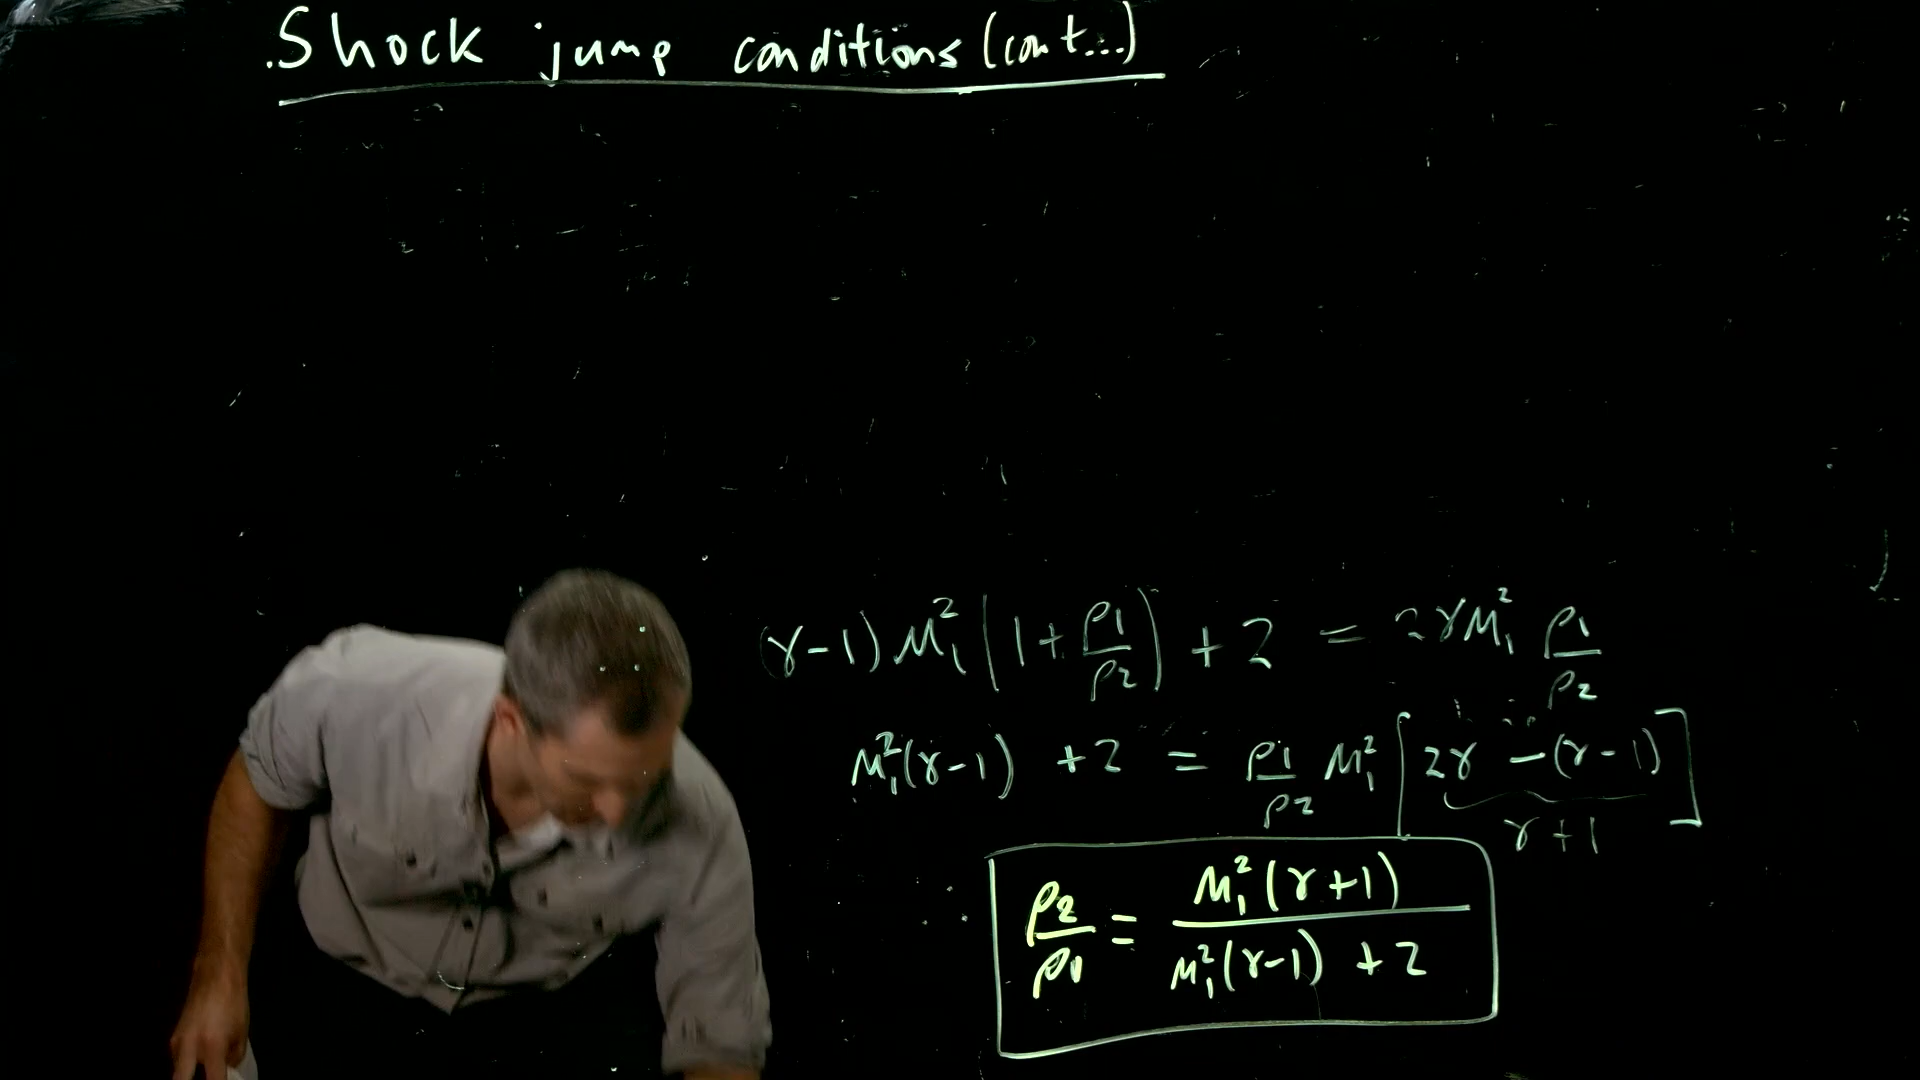 Shock jump conditions (cont...)
(γ-1) M₁² (1 + ρ1/ρ2) + 2 = 2γM₁² ρ1/ρ2
M₁²(γ-1) + 2 = ρ1/ρ2 M₁² [2γ - (γ-1)]
γ+1
ρ2/ρ1 = M₁²(γ+1) / M₁²(γ-1) + 2